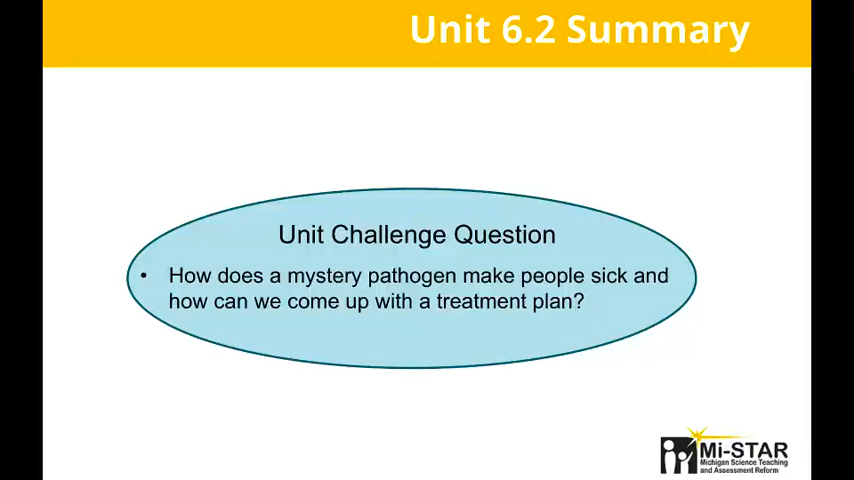 Unit 6.2 Summary
Unit Challenge Question
• How does a mystery pathogen make people sick and
how can we come up with a treatment plan?
Mi-STAR
Michigan Science Teaching
and Assessment Reform